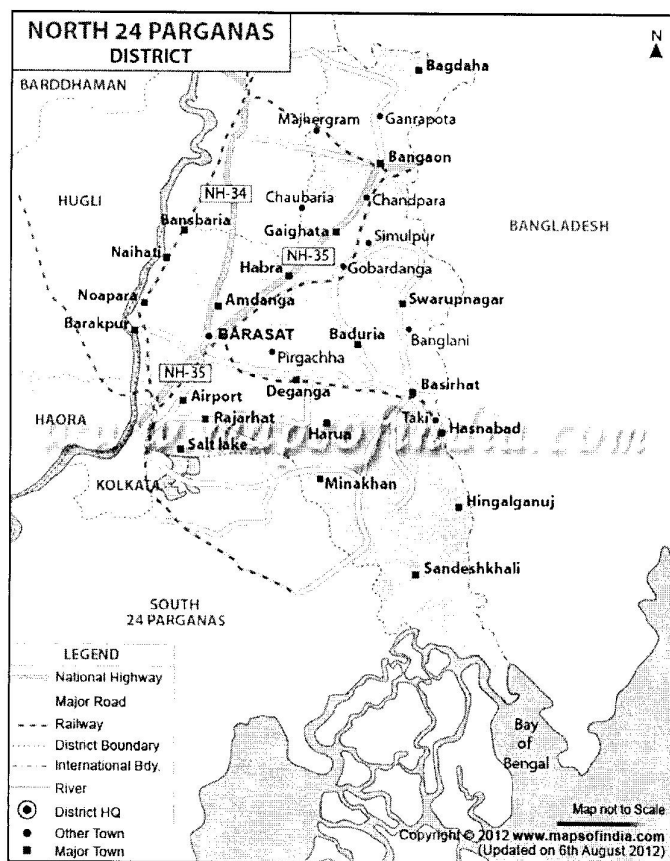 NORTH 24 PARGANAS
DISTRICT
N
Bagdaha
BARDDHAMAN
Majhergram
Ganrapota
Bangaon
NH-34
HUGLI
Chaubaria
Chandpara
Bansbaria
Gaighata
BANGLADESH
Simulpur
Naihati
NH-35
Habra
Gobardanga
Noapara
Amdanga
Swarupnagar
Barakpur
BARASAT
Baduria
Banglani
Pirgachha
NH-35
Deganga
Basirhat
Airport
HAORA
Rajarhat
Taki
Harua
Hasnabad
Salt lake
KOLKATA
Minakhan
Hingalganuj
Sandeshkhali
SOUTH
24 PARGANAS
LEGEND
National Highway
Major Road
Railway
District Boundary
International Bdy.
River
District HQ
Other Town
Major Town
Bay
of
Bengal
Map not to Scale
Copyright © 2012 www.mapsofindia.com
(Updated on 6th August 2012)